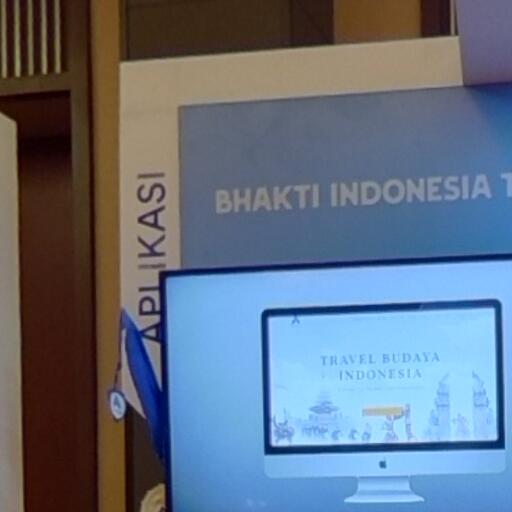 APLIKASI
BHAKTI INDONESIA T
TRAVEL BUDAYA
INDONESIA